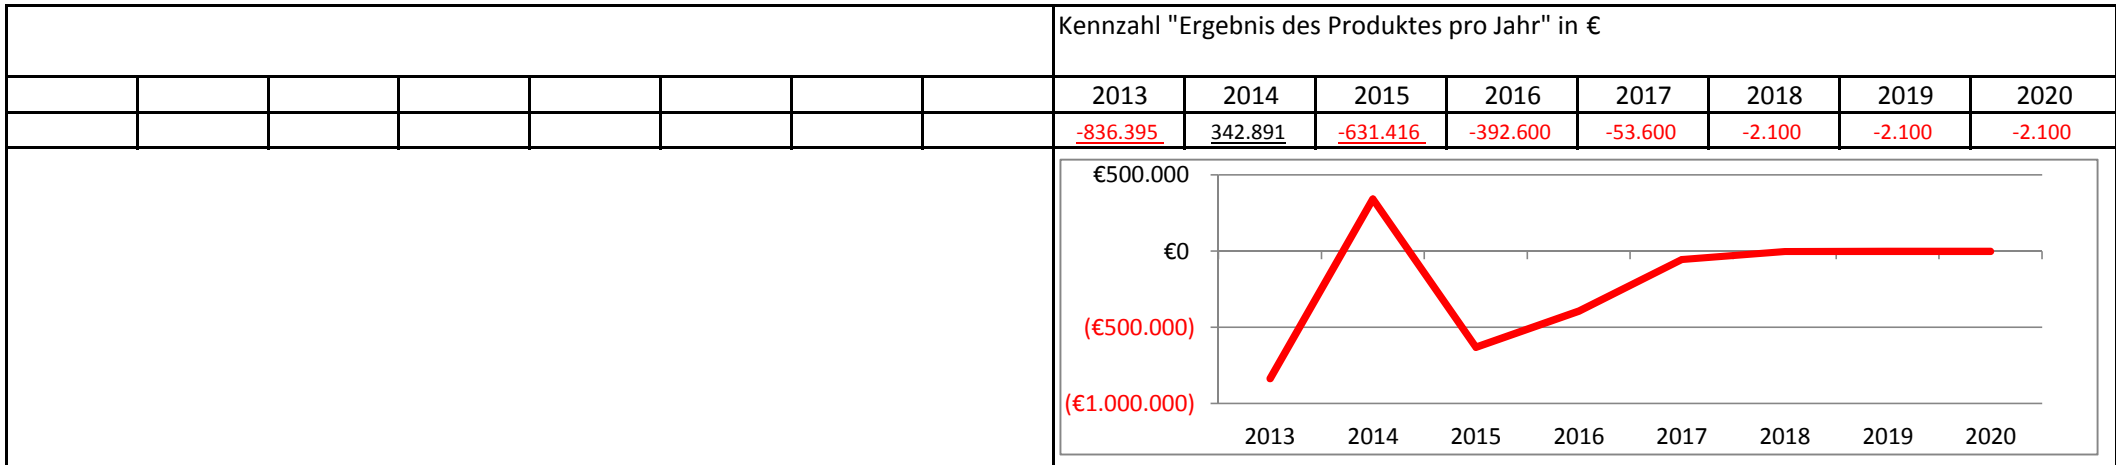 Kennzahl "Ergebnis des Produktes pro Jahr" in €
2013 2014 2015 2016 2017 2018 2019 2020
-836.395 342.891 -631.416 -392.600 -53.600 -2.100 -2.100 -2.100
€500.000
€0
(€500.000)
(€1.000.000)
2013 2014 2015 2016 2017 2018 2019 2020